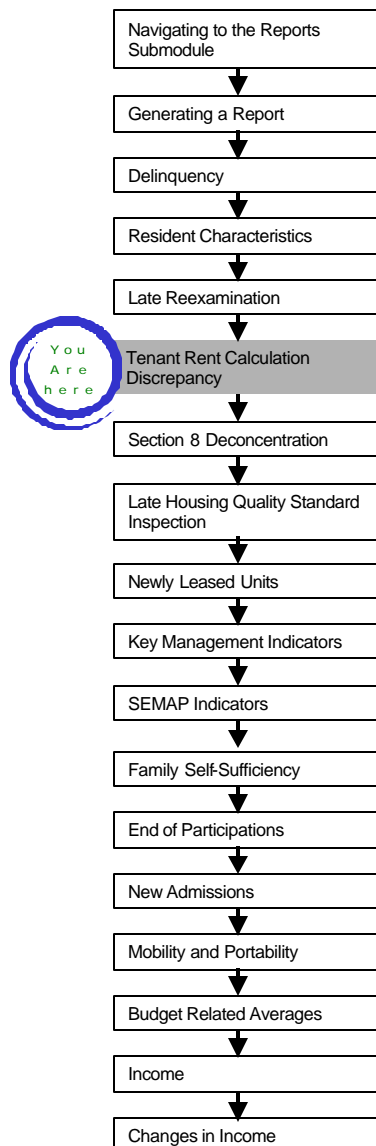 Navigating to the Reports
Submodule
Generating a Report
Delinquency
Resident Characteristics
Late Reexamination
You
Are
here
Tenant Rent Calculation
Discrepancy
Section 8 Deconcentration
Late Housing Quality Standard
Inspection
Newly Leased Units
Key Management Indicators
SEMAP Indicators
Family Self-Sufficiency
End of Participations
New Admissions
Mobility and Portability
Budget Related Averages
Income
Changes in Income